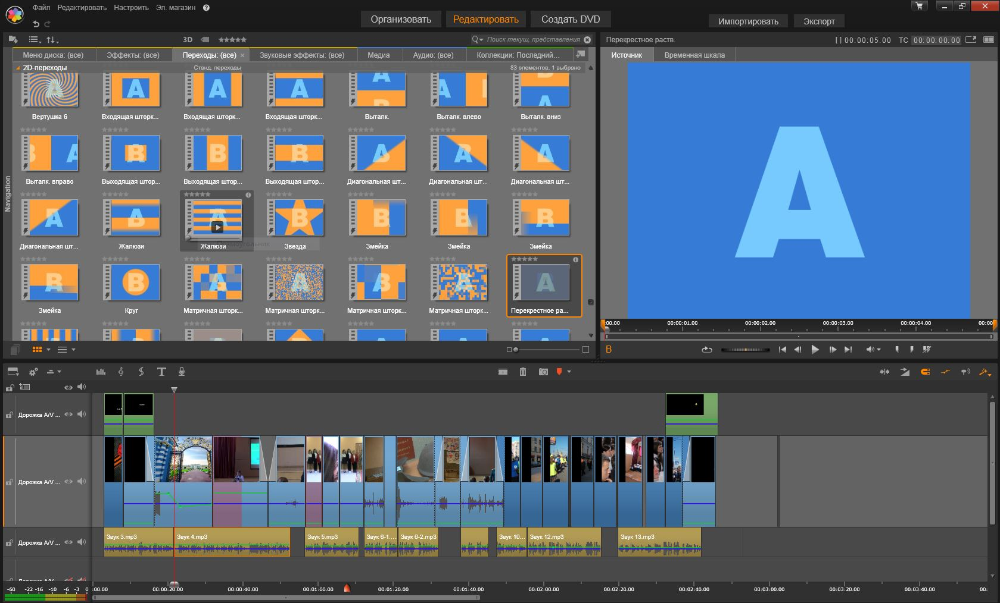 Файл Редактировать Настроить Эл. магазин ?
Организовать Редактировать Создать DVD
Импортировать Экспорт
3D
Поиск текущ. представления
Меню диска: (все) Эффекты: (все) Переходы: (все) × Звуковые эффекты: (все) Медиа Аудио: (все) Коллекции: Последний...
2D-переходы Станд. переходы 83 элементов, 1 выбрано
Вертушка 6 Входящая шторк... Входящая шторк... Входящая шторк... Выталк. Выталк. влево Выталк. вниз
Выталк. вправо Выходящая штор... Выходящая штор... Выходящая штор... Диагональная шт... Диагональная шт... Диагональная шт...
Диагональная шт... Жалюзи Жалюзи Звезда Змейка Змейка Змейка
Змейка Круг Матричная шторк... Матричная шторк... Матричная шторк... Матричная шторк... Перекрестное ра...
Navigation
Перекрестное раств. [ ] 00:00:05.00 TC 00:00:00.00
Источник Временная шкала
A
:00.00 00:00:01.00 00:00:02.00 00:00:03.00 00:00:04.00 00:00
B
Дорожка A/V ...
Дорожка A/V ...
Дорожка A/V ...
Звук 3.mp3 Звук 4.mp3 Звук 5.mp3 Звук 6-1.... Звук 6-2.mp3 Звук 10... Звук 12.mp3 Звук 13.mp3
Дорожка A/V
-60 -22 -16 -10 -6 -3 0
:00.00 00:00:20.00 00:00:40.00 00:01:00.00 00:01:20.00 00:01:40.00 00:02:00.00 00:02:20.00 00:02:40.00 00:03:00.00 00:03:20.00 00:03:40.00 00: